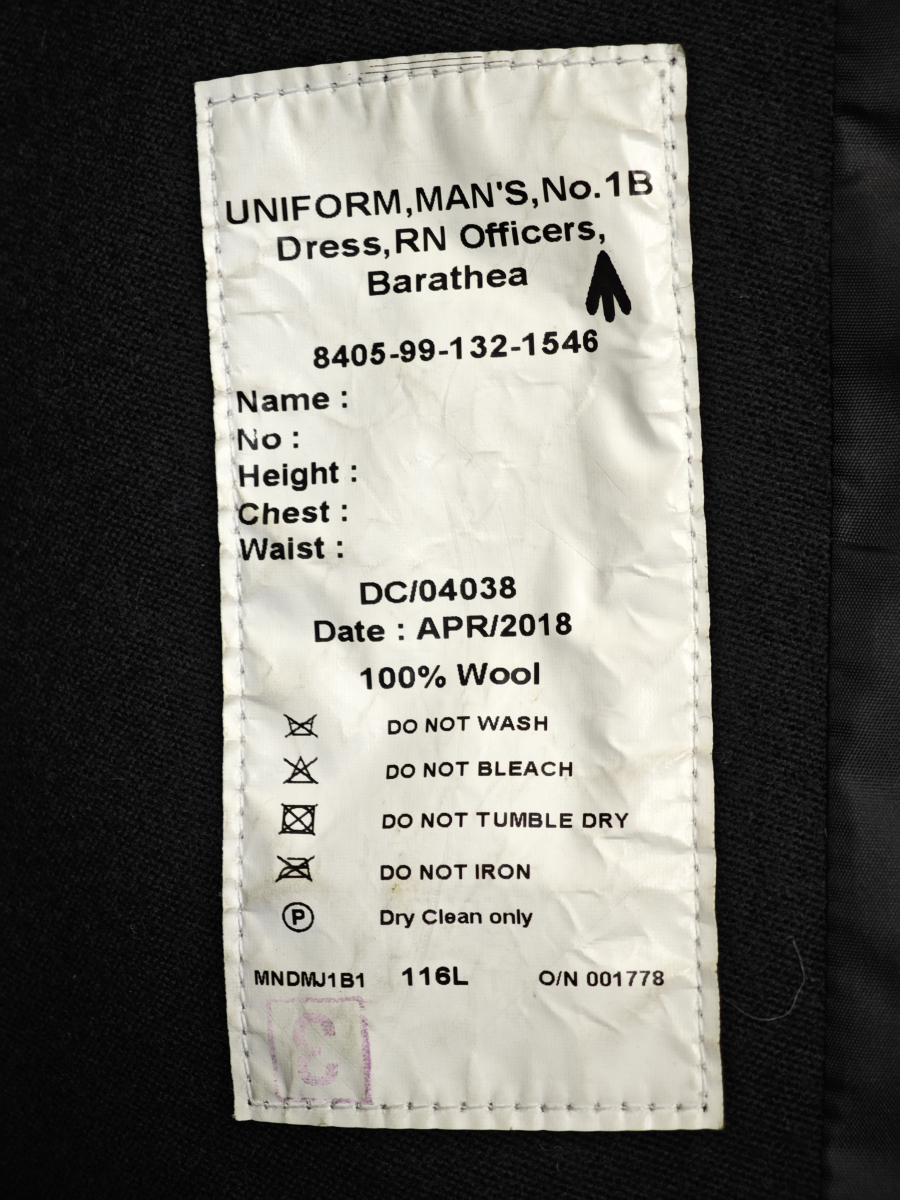 UNIFORM,MAN'S,No.1B
Dress,RN Officers,
Barathea
8405-99-132-1546
Name :
No :
Height :
Chest :
Waist :
DC/04038
Date : APR/2018
100% Wool
DO NOT WASH
DO NOT BLEACH
DO NOT TUMBLE DRY
DO NOT IRON
P Dry Clean only
MNDMJ1B1 116L O/N 001778
3